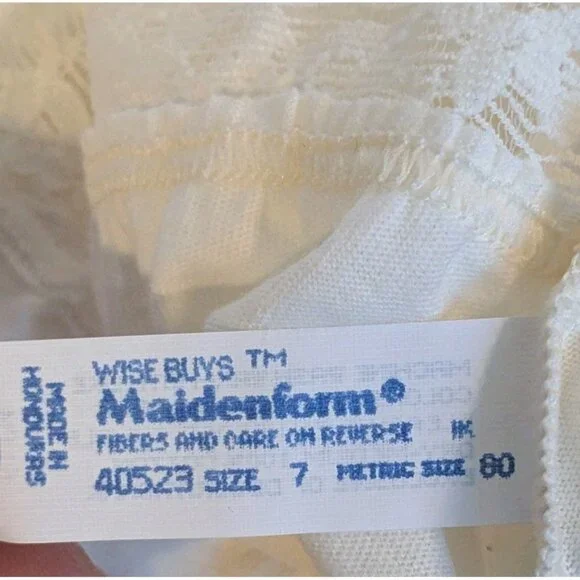 MADE IN
HONDURAS
WISE BUYS ™
Maidenform®
FIBERS AND CARE ON REVERSE
40523 SIZE 7 METRIC SIZE 80